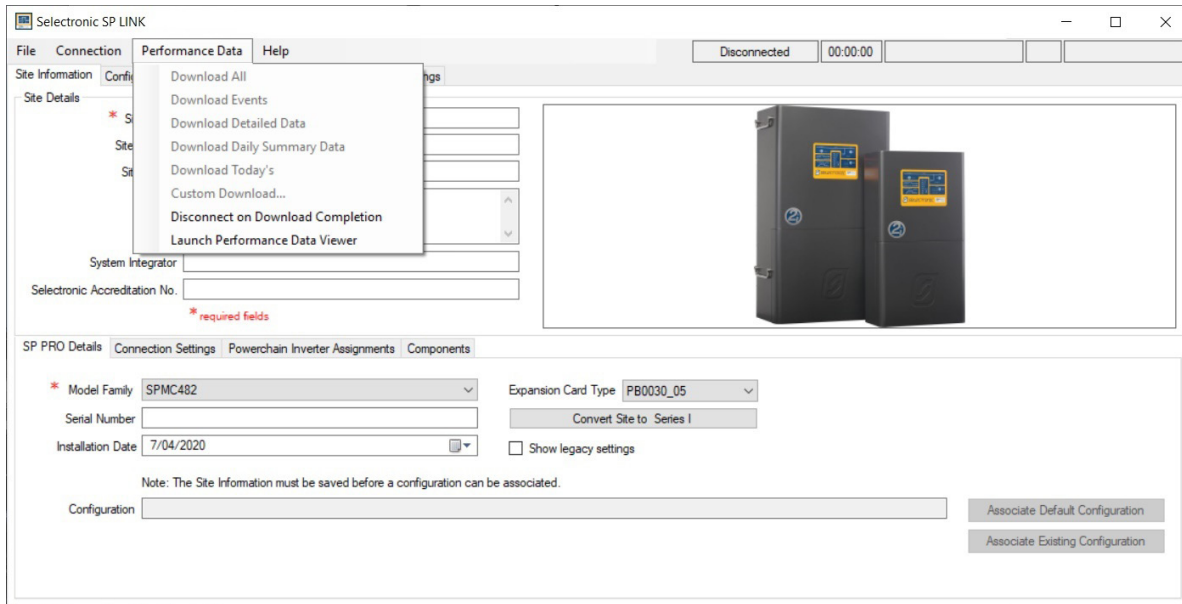 Selectronic SP LINK
File Connection Performance Data Help Disconnected 00:00:00
Site Information Config ngs
Download All
Download Events
Download Detailed Data
Download Daily Summary Data
Download Today's
Custom Download...
Disconnect on Download Completion
Launch Performance Data Viewer
Site Details
* S
Site
Sit
System Integrator
Selectronic Accreditation No.
* required fields
SP PRO Details Connection Settings Powerchain Inverter Assignments Components
* Model Family SPMC482 Expansion Card Type PB0030_05
Serial Number Convert Site to Series I
Installation Date 7/04/2020 Show legacy settings
Note: The Site Information must be saved before a configuration can be associated.
Configuration Associate Default Configuration
Associate Existing Configuration